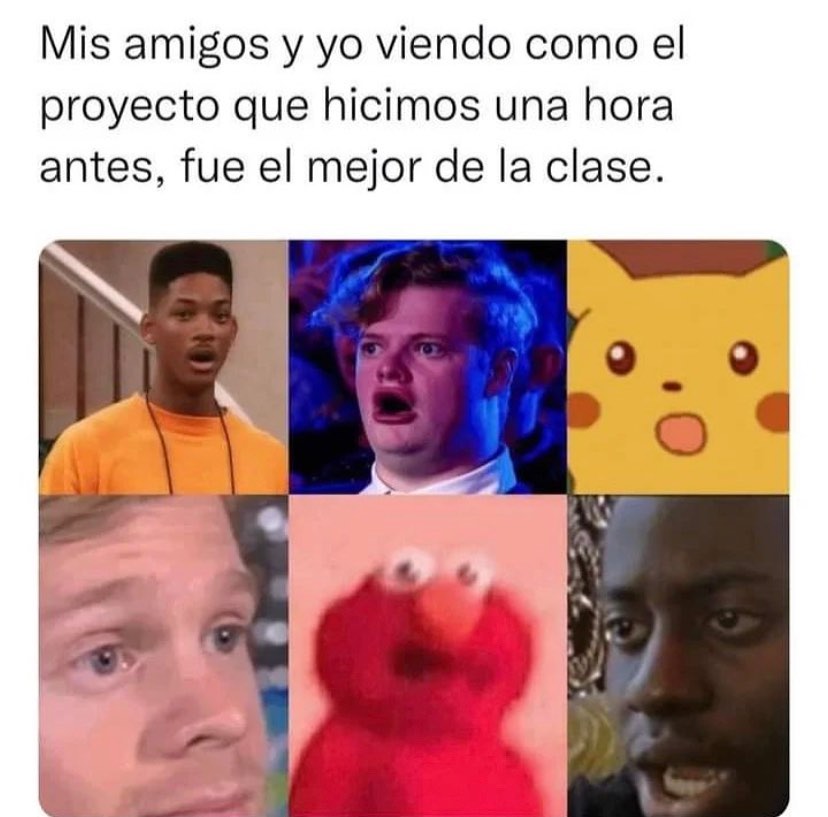 Mis amigos y yo viendo como el
proyecto que hicimos una hora
antes, fue el mejor de la clase.